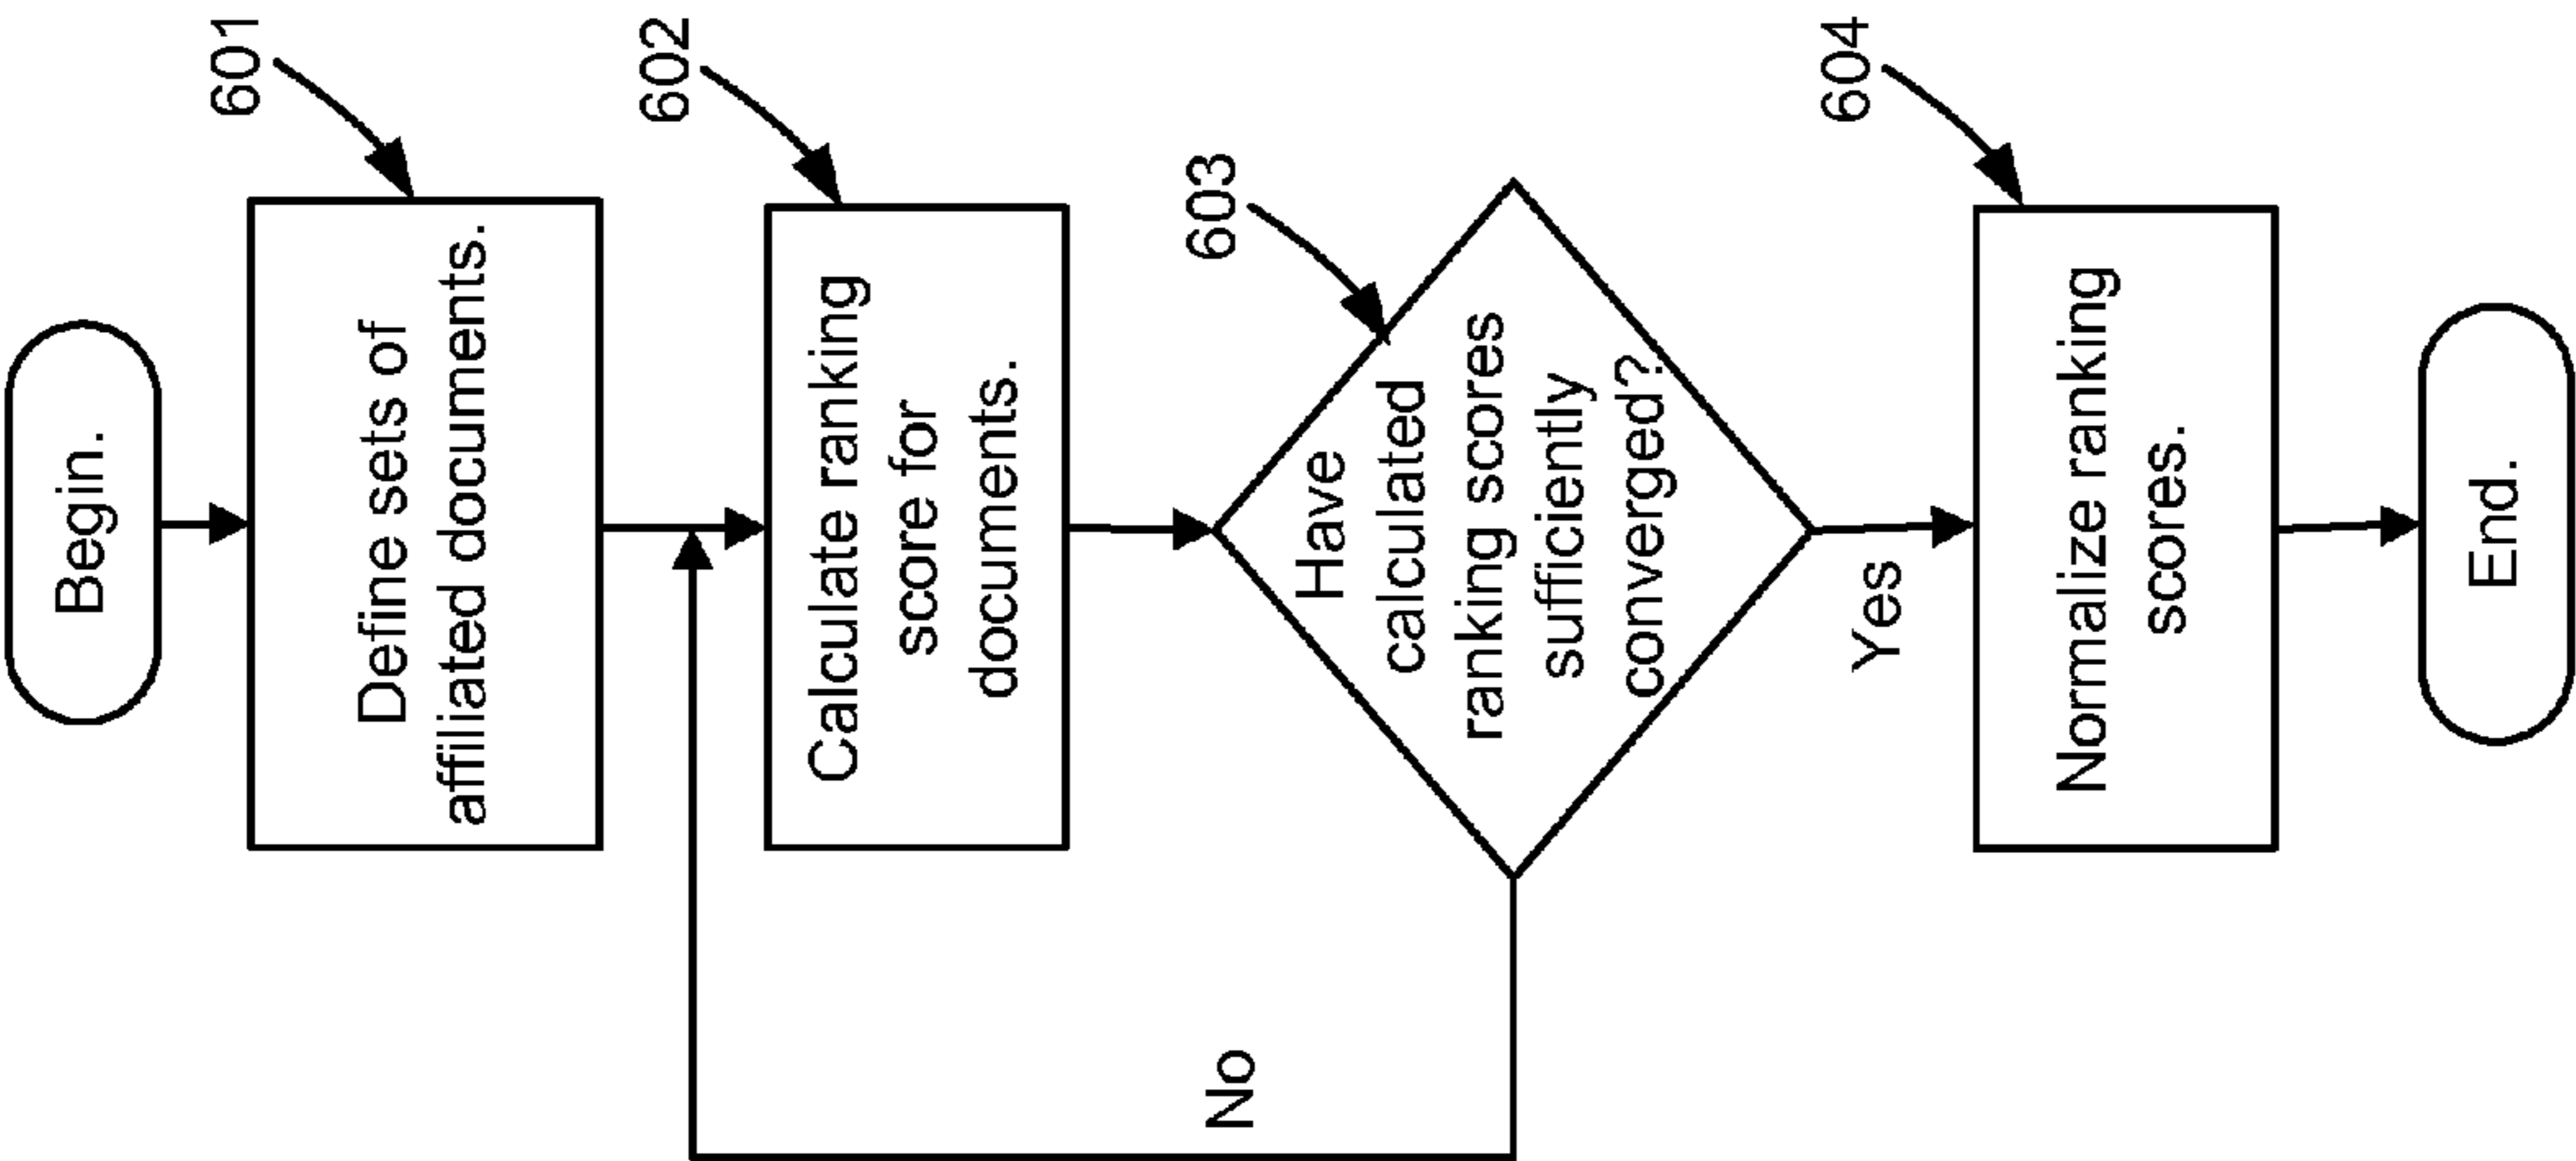 Begin.
601
Define sets of
affiliated documents.
602
Calculate ranking
score for
documents.
603
Have
calculated
ranking scores
sufficiently
converged?
No
Yes
604
Normalize ranking
scores.
End.